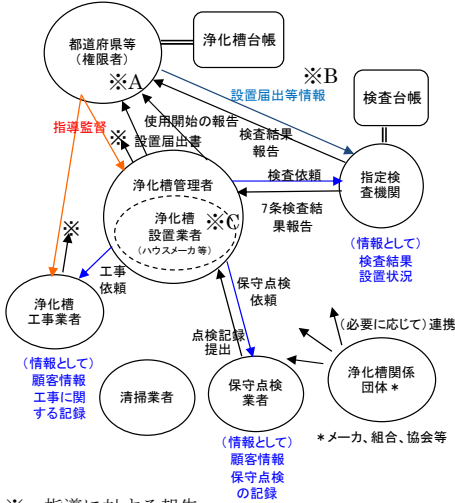 都道府県等
(権限者)
※A
浄化槽台帳
※B
検査台帳
設置届出等情報
指導監督
使用開始の報告
※
設置届出書
検査結果
報告
浄化槽管理者
検査依頼
指定検
査機関
浄化槽
設置業者
(ハウスメーカ等)
※C
7条検査結
果報告
※
(情報として)
検査結果
設置状況
工事
依頼
保守点検
依頼
浄化槽
工事業者
点検記録
提出
(必要に応じて)連携
(情報として)
顧客情報
工事に関
する記録
清掃業者
保守点検
業者
浄化槽関係
団体*
*メーカ、組合、協会等
(情報として)
顧客情報
保守点検
の記録
※ 指導に対する報告